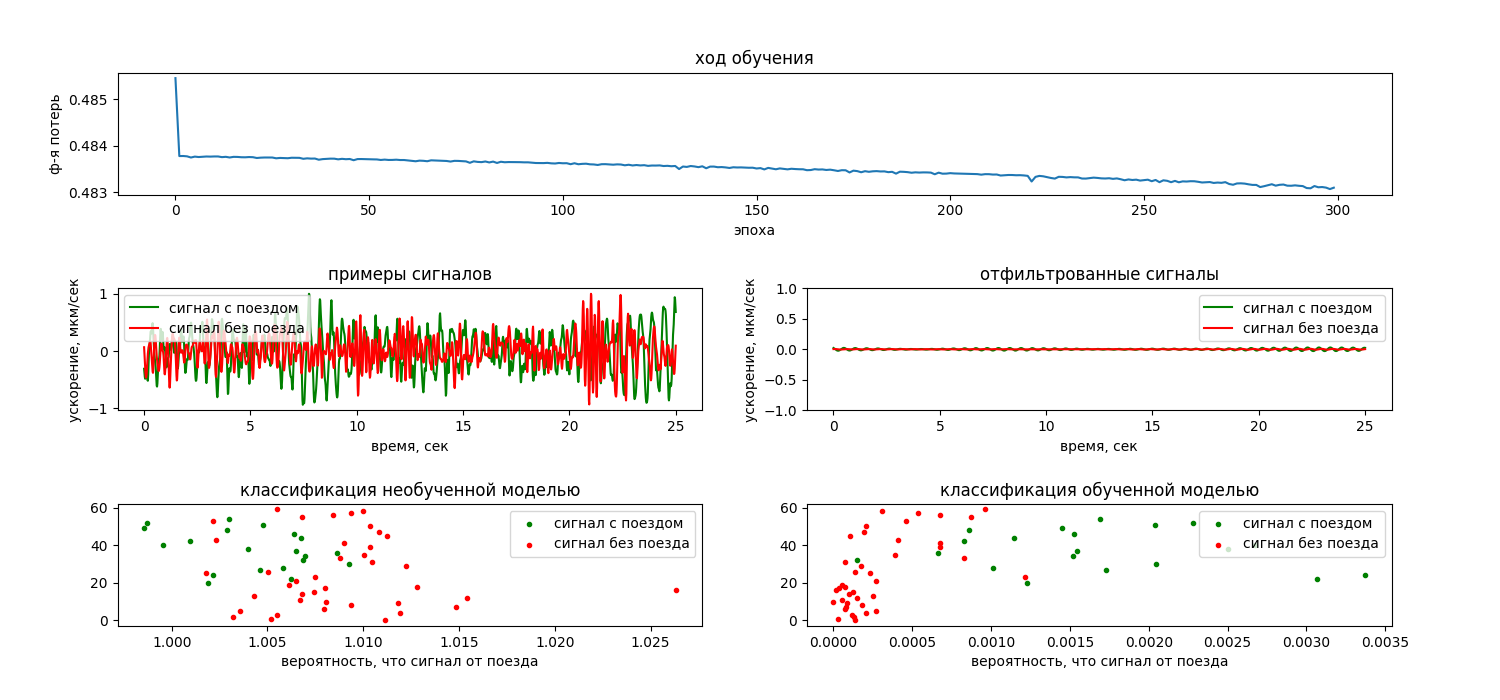 ход обучения
ф-я потерь
0.485
0.484
0.483
0 50 100 150 200 250 300
эпоха
примеры сигналов
ускорение, мкм/сек
1
0
−1
сигнал с поездом
сигнал без поезда
0 5 10 15 20 25
время, сек
отфильтрованные сигналы
ускорение, мкм/сек
1.0
0.5
0.0
−0.5
−1.0
сигнал с поездом
сигнал без поезда
0 5 10 15 20 25
время, сек
классификация необученной моделью
60
40
20
0
сигнал с поездом
сигнал без поезда
1.000 1.005 1.010 1.015 1.020 1.025
вероятность, что сигнал от поезда
классификация обученной моделью
60
40
20
0
сигнал с поездом
сигнал без поезда
0.0000 0.0005 0.0010 0.0015 0.0020 0.0025 0.0030 0.0035
вероятность, что сигнал от поезда